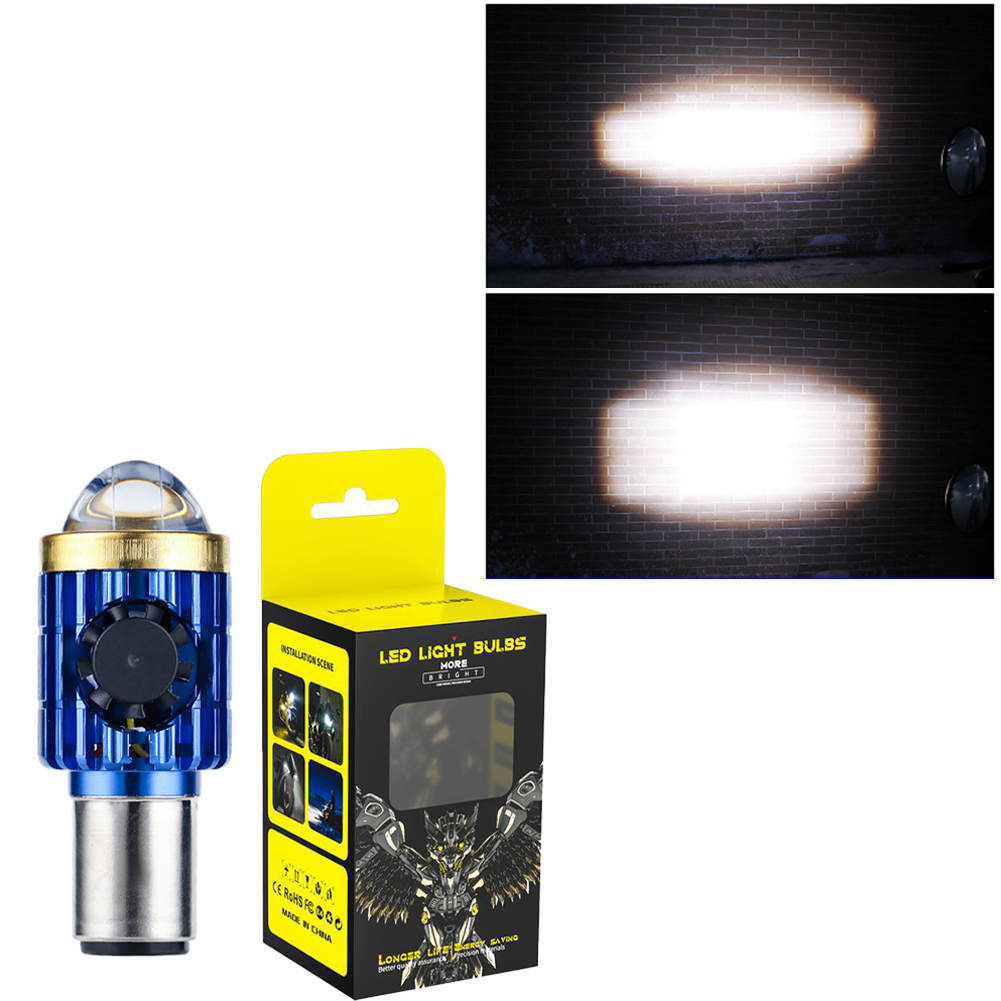 LED LIGHT BULBS
INSTALLATION SCENE
LED LIGHT BULBS
MORE
BRIGHT
CE RoHS FC
MADE IN CHINA
LONGER LIFE ENERGY SAVING
Better quality assurance Precision materials